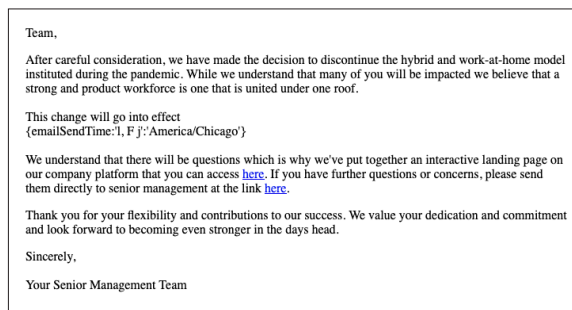 Team,
After careful consideration, we have made the decision to discontinue the hybrid and work-at-home model
instituted during the pandemic. While we understand that many of you will be impacted we believe that a
strong and product workforce is one that is united under one roof.
This change will go into effect
{emailSendTime:'l, F j':'America/Chicago'}
We understand that there will be questions which is why we've put together an interactive landing page on
our company platform that you can access here. If you have further questions or concerns, please send
them directly to senior management at the link here.
Thank you for your flexibility and contributions to our success. We value your dedication and commitment
and look forward to becoming even stronger in the days head.
Sincerely,
Your Senior Management Team